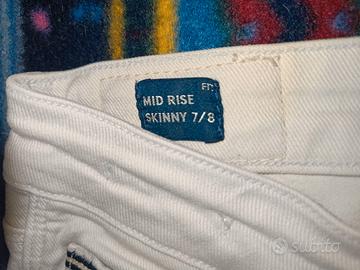 FIT
MID RISE
SKINNY 7/8
subito